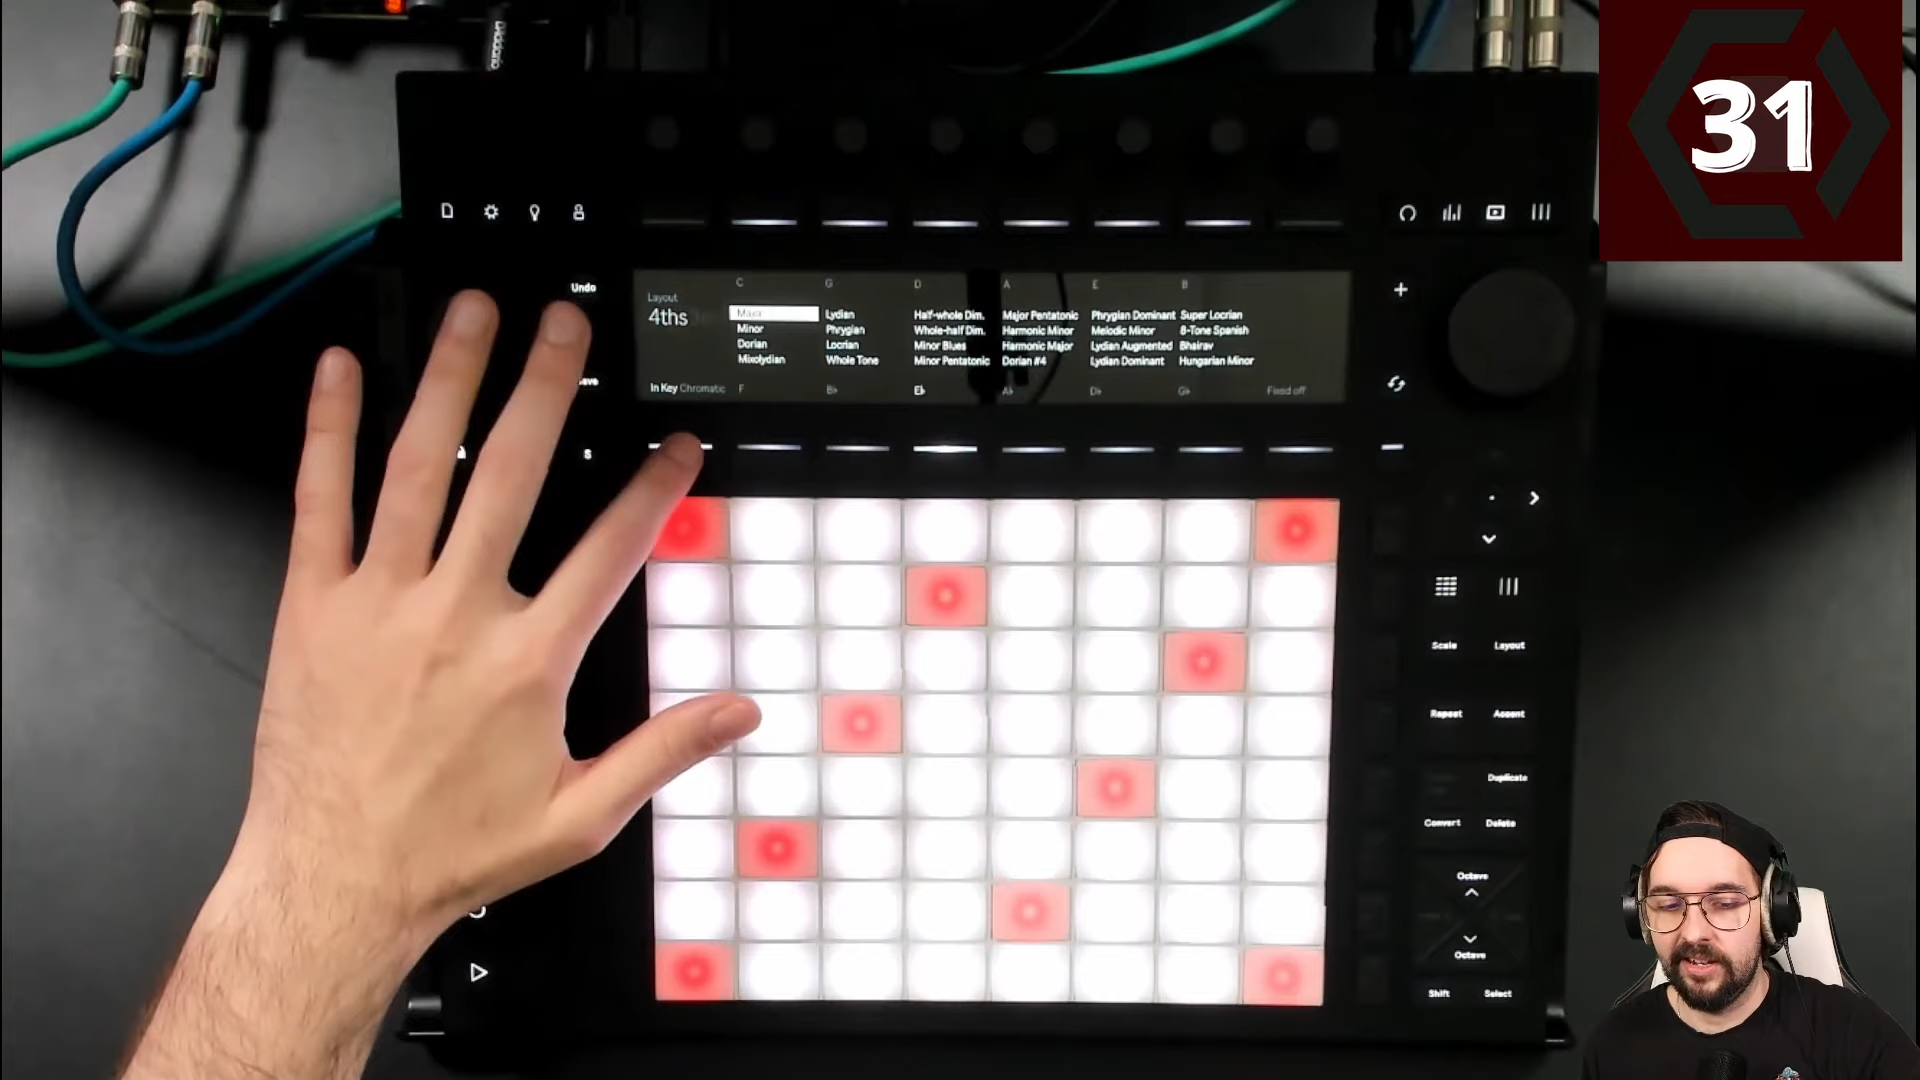 31
Undo
Layout
4ths
C G D A E B
Major Lydian Half-whole Dim. Major Pentatonic Phrygian Dominant Super Locrian
Minor Phrygian Whole-half Dim. Harmonic Minor Melodic Minor 8-Tone Spanish
Dorian Locrian Minor Blues Harmonic Major Lydian Augmented Bhairav
Mixolydian Whole Tone Minor Pentatonic Dorian #4 Lydian Dominant Hungarian Minor
In Key Chromatic F B♭ E♭ A♭ D♭ G♭ Fixed off
ave
S
Scale Layout
Repeat Accent
Duplicate
Convert Delete
Octave
Octave
Shift Select